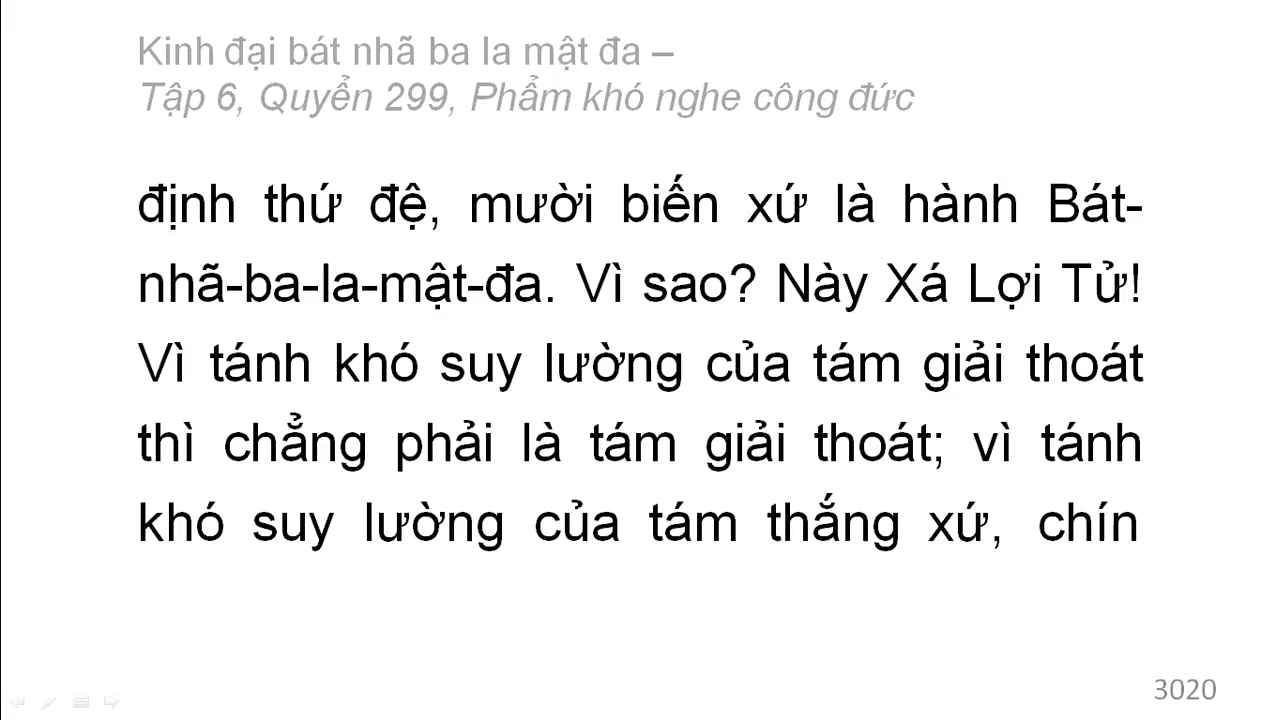 Kinh đại bát nhã ba la mật đa –
Tập 6, Quyển 299, Phẩm khó nghe công đức
định thứ đệ, mười biến xứ là hành Bát-
nhã-ba-la-mật-đa. Vì sao? Này Xá Lợi Tử!
Vì tánh khó suy lường của tám giải thoát
thì chẳng phải là tám giải thoát; vì tánh
khó suy lường của tám thắng xứ, chín
3020